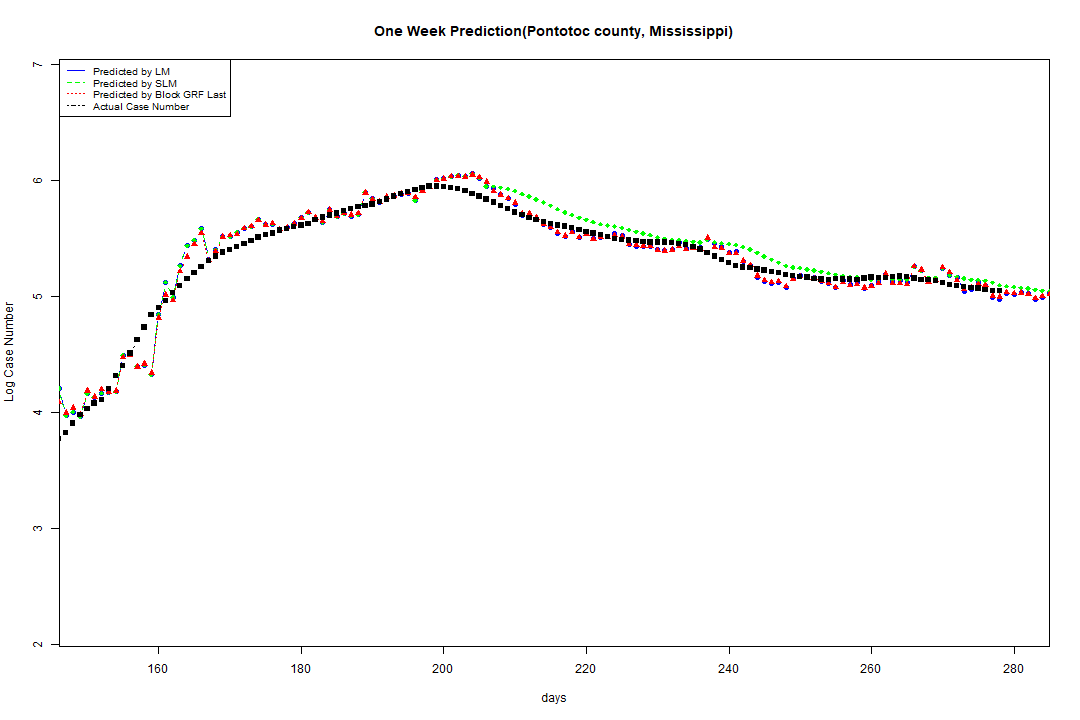 One Week Prediction(Pontotoc county, Mississippi)
Predicted by LM
Predicted by SLM
Predicted by Block GRF Last
Actual Case Number
7
6
5
4
3
2
Log Case Number
160 180 200 220 240 260 280
days